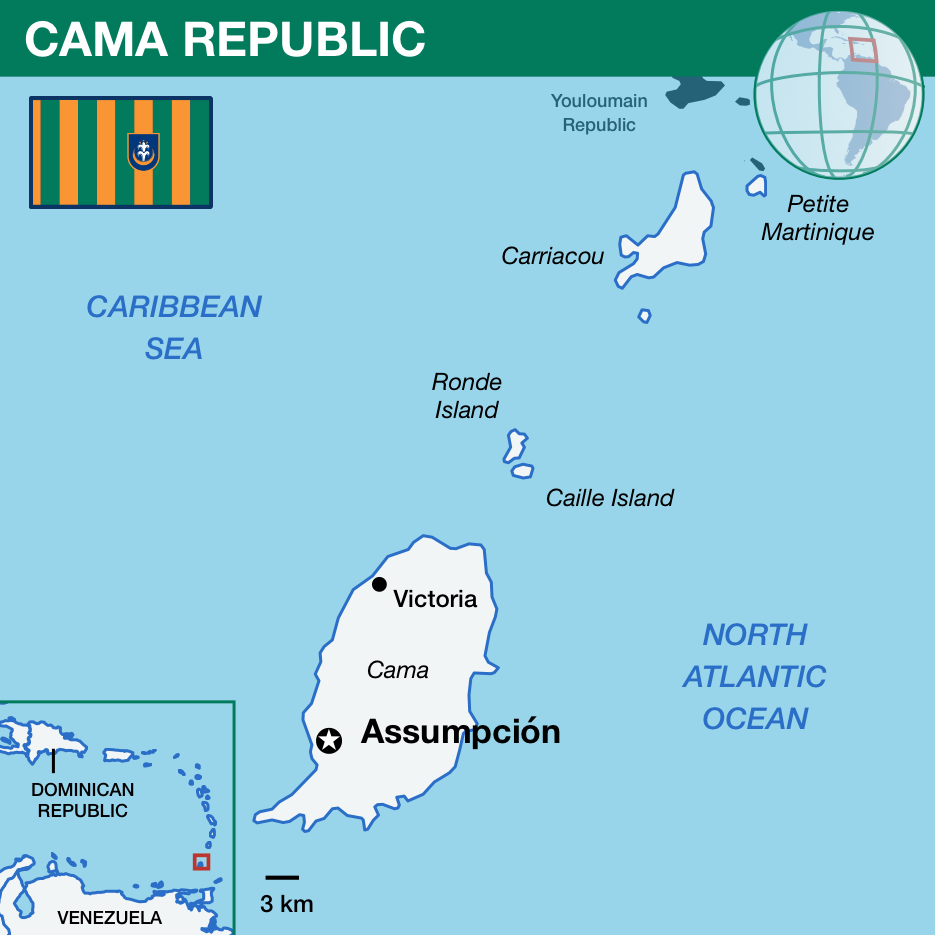 CAMA REPUBLIC
Youloumain
Republic
Petite
Martinique
Carriacou
CARIBBEAN
SEA
Ronde
Island
Caille Island
Victoria
NORTH
ATLANTIC
OCEAN
Cama
Assumpción
DOMINICAN
REPUBLIC
VENEZUELA
3 km